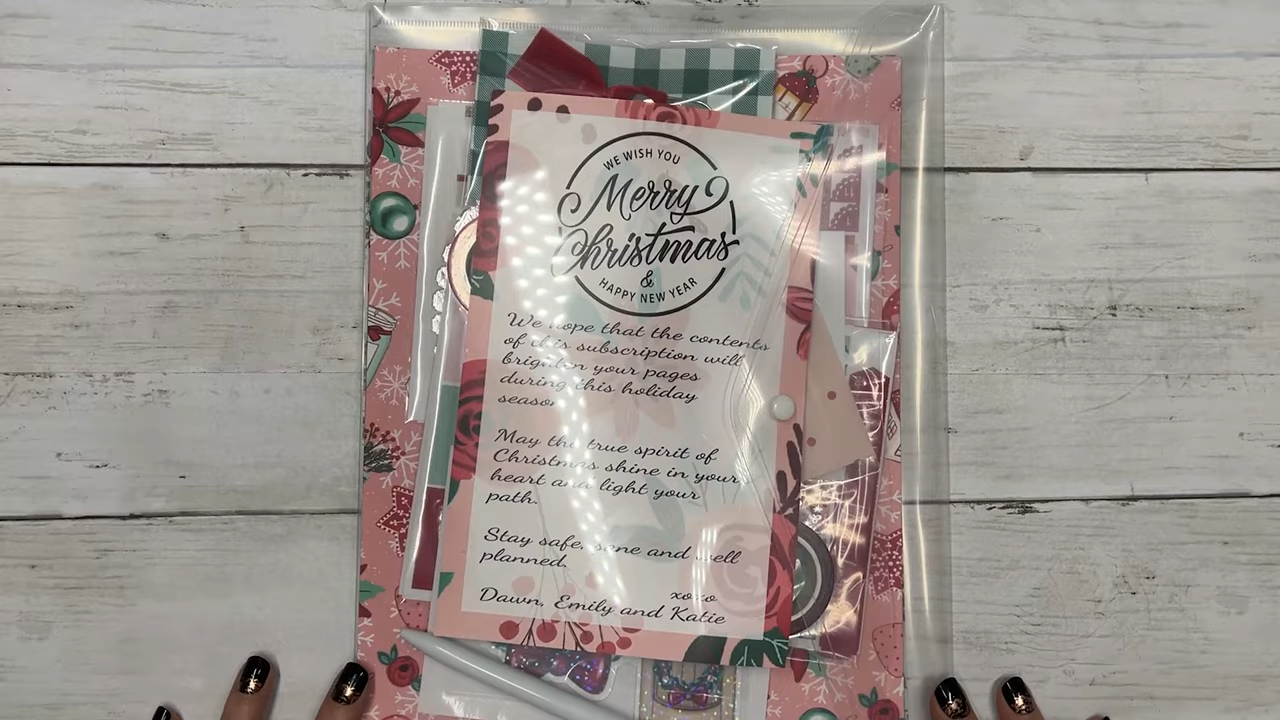 WE WISH YOU
Merry
Christmas
&
HAPPY NEW YEAR
We hope that the contents
of this subscription will
brighten your pages
during this holiday
season.
May the true spirit of
Christmas shine in your
heart and light your
path.
Stay safe, sane and well
planned.
xoxo
Dawn, Emily and Katie